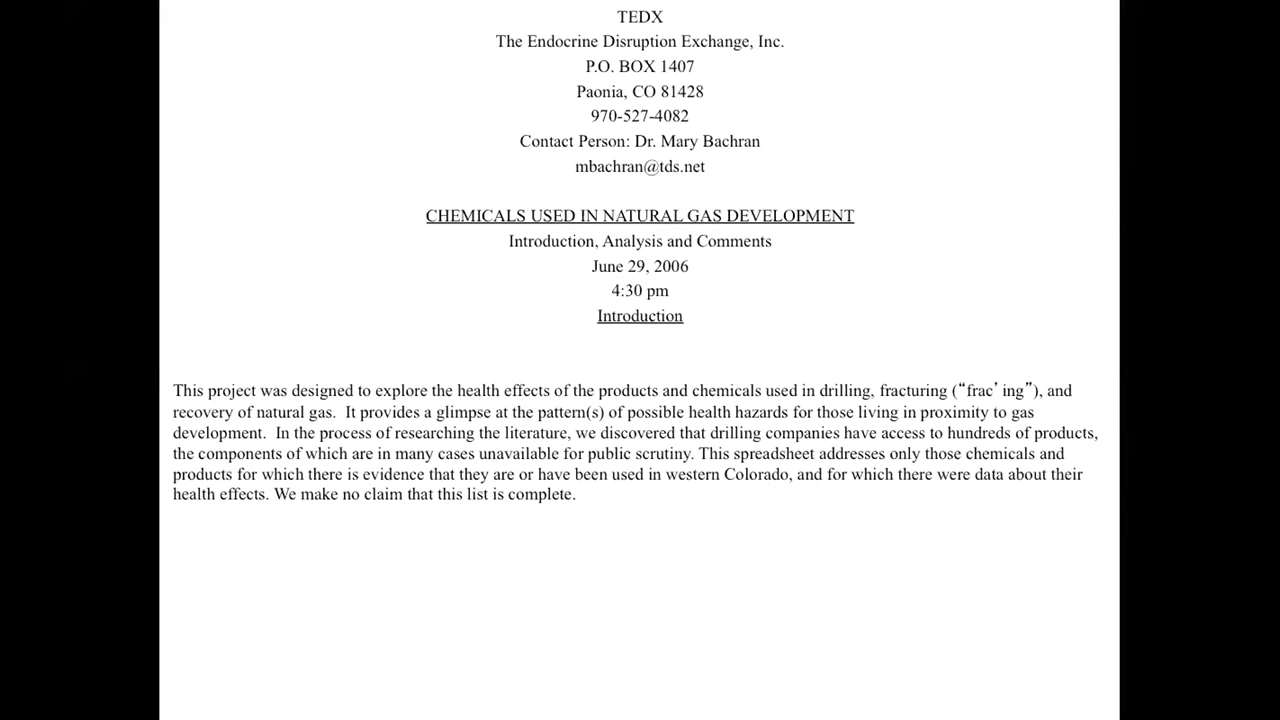 TEDX
The Endocrine Disruption Exchange, Inc.
P.O. BOX 1407
Paonia, CO 81428
970-527-4082
Contact Person: Dr. Mary Bachran
mbachran@tds.net
CHEMICALS USED IN NATURAL GAS DEVELOPMENT
Introduction, Analysis and Comments
June 29, 2006
4:30 pm
Introduction
This project was designed to explore the health effects of the products and chemicals used in drilling, fracturing (“frac’ ing”), and
recovery of natural gas.  It provides a glimpse at the pattern(s) of possible health hazards for those living in proximity to gas
development.  In the process of researching the literature, we discovered that drilling companies have access to hundreds of products,
the components of which are in many cases unavailable for public scrutiny. This spreadsheet addresses only those chemicals and
products for which there is evidence that they are or have been used in western Colorado, and for which there were data about their
health effects. We make no claim that this list is complete.